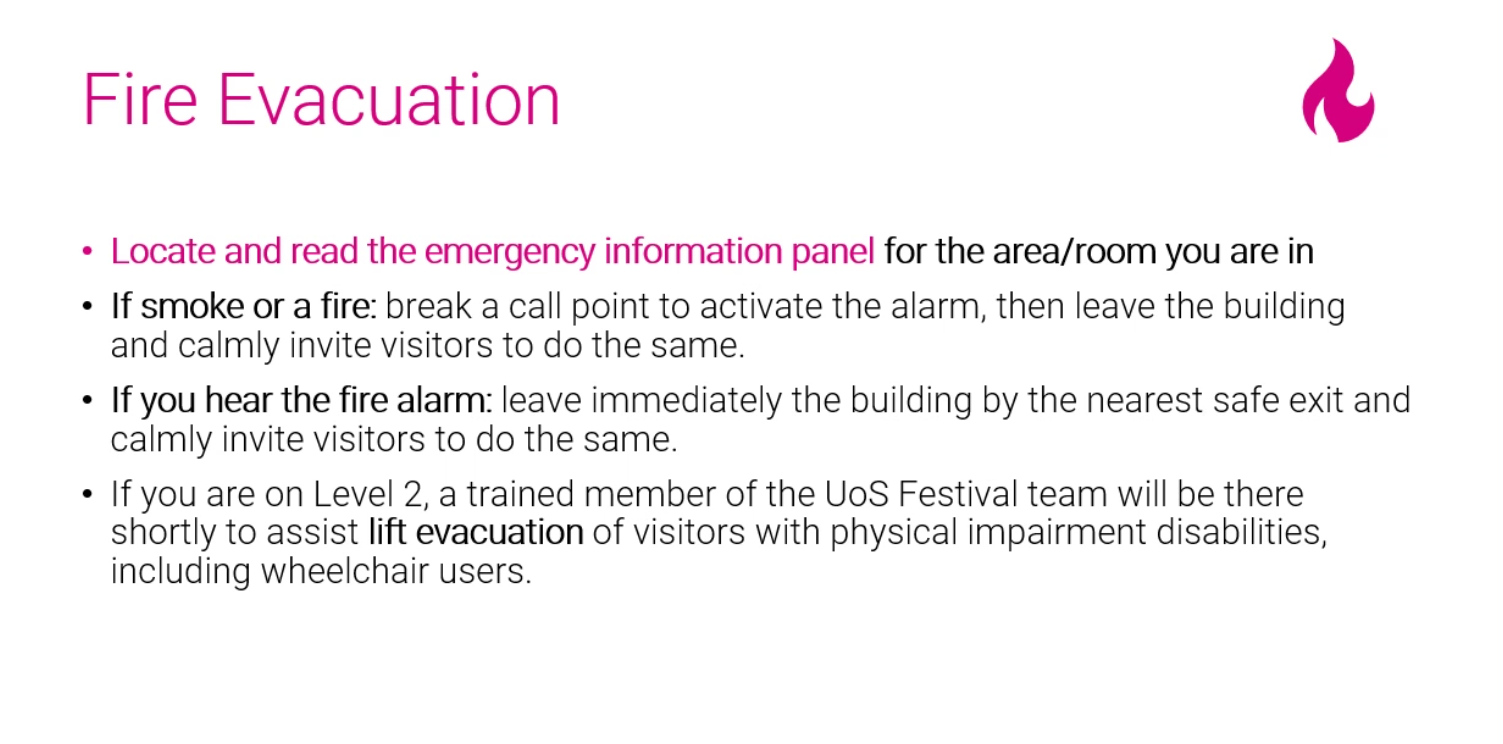 Fire Evacuation
• Locate and read the emergency information panel for the area/room you are in
• If smoke or a fire: break a call point to activate the alarm, then leave the building
and calmly invite visitors to do the same.
• If you hear the fire alarm: leave immediately the building by the nearest safe exit and
calmly invite visitors to do the same.
• If you are on Level 2, a trained member of the UoS Festival team will be there
shortly to assist lift evacuation of visitors with physical impairment disabilities,
including wheelchair users.